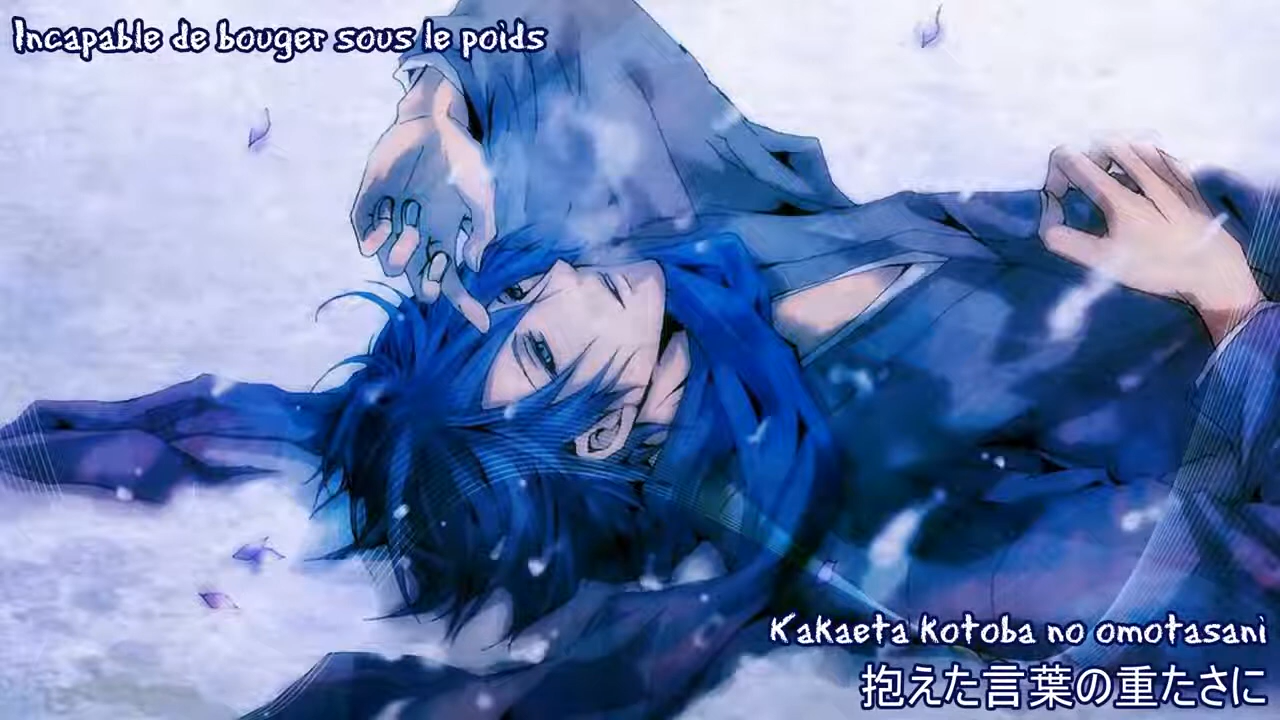 Incapable de bouger sous le poids
Kakaeta kotoba no omotasani
抱えた言葉の重たさに